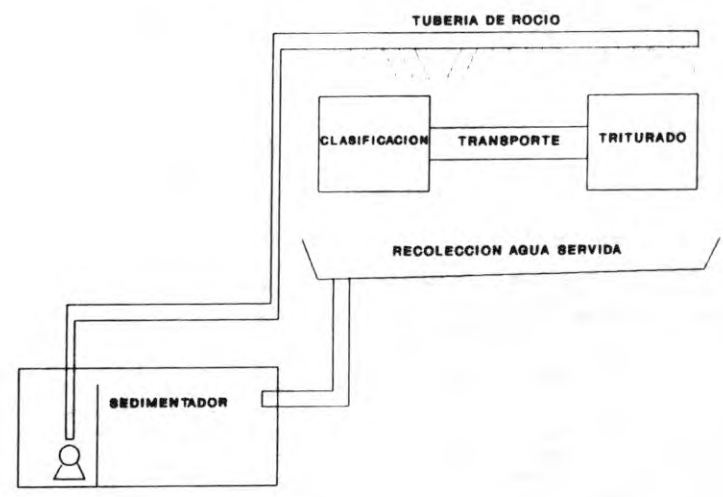 TUBERIA DE ROCIO
CLASIFICACION
TRANSPORTE
TRITURADO
RECOLECCION AGUA SERVIDA
SEDIMENTADOR